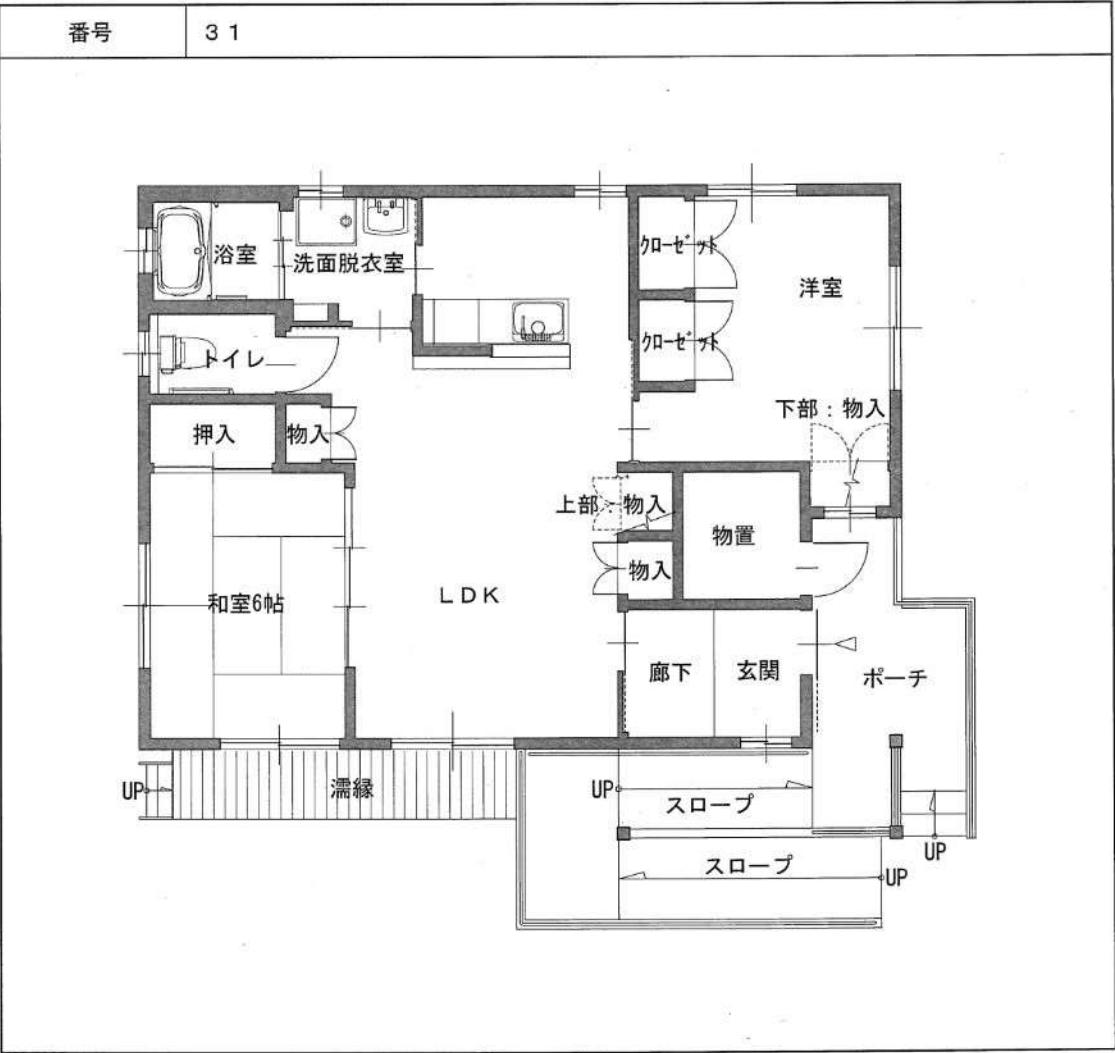 番号 31
浴室
洗面脱衣室
クローゼット
洋室
クローゼット
トイレ
下部：物入
押入
物入
上部：物入
物置
物入
和室6帖
LDK
廊下
玄関
ポーチ
UP
濡縁
UP
スロープ
UP
スロープ
UP